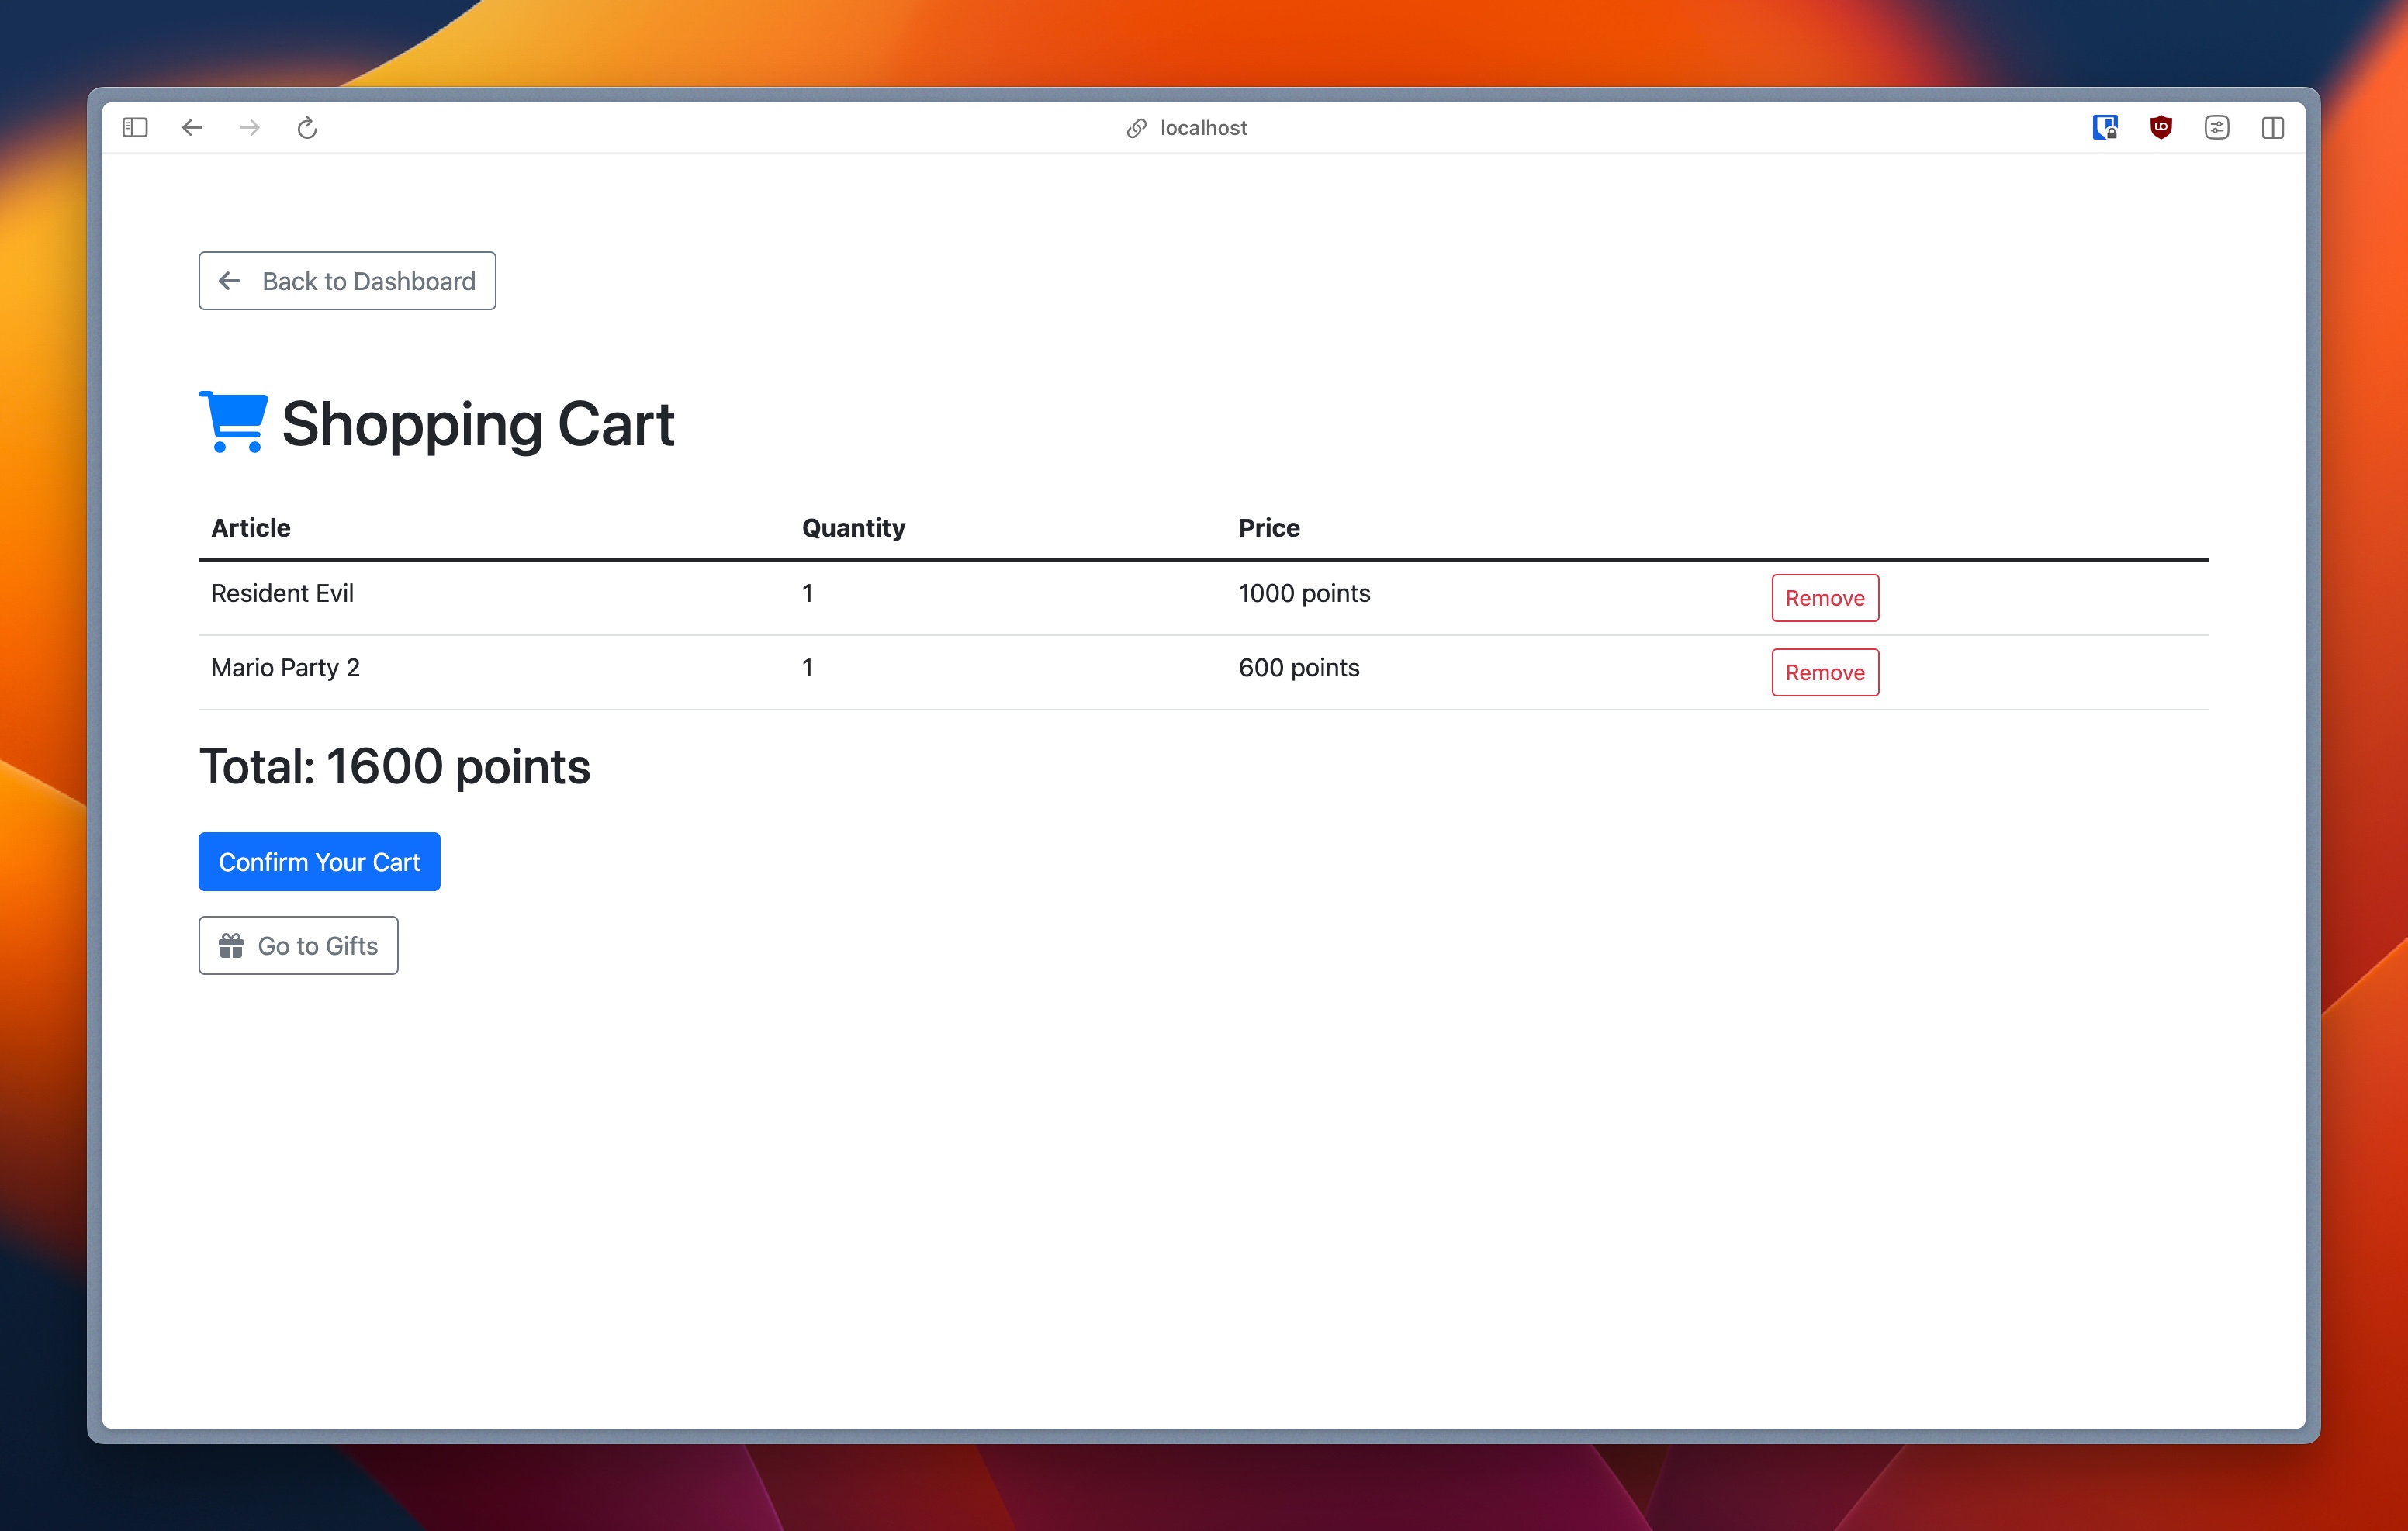 localhost
Back to Dashboard
Shopping Cart
Article Quantity Price
Resident Evil 1 1000 points Remove
Mario Party 2 1 600 points Remove
Total: 1600 points
Confirm Your Cart
Go to Gifts